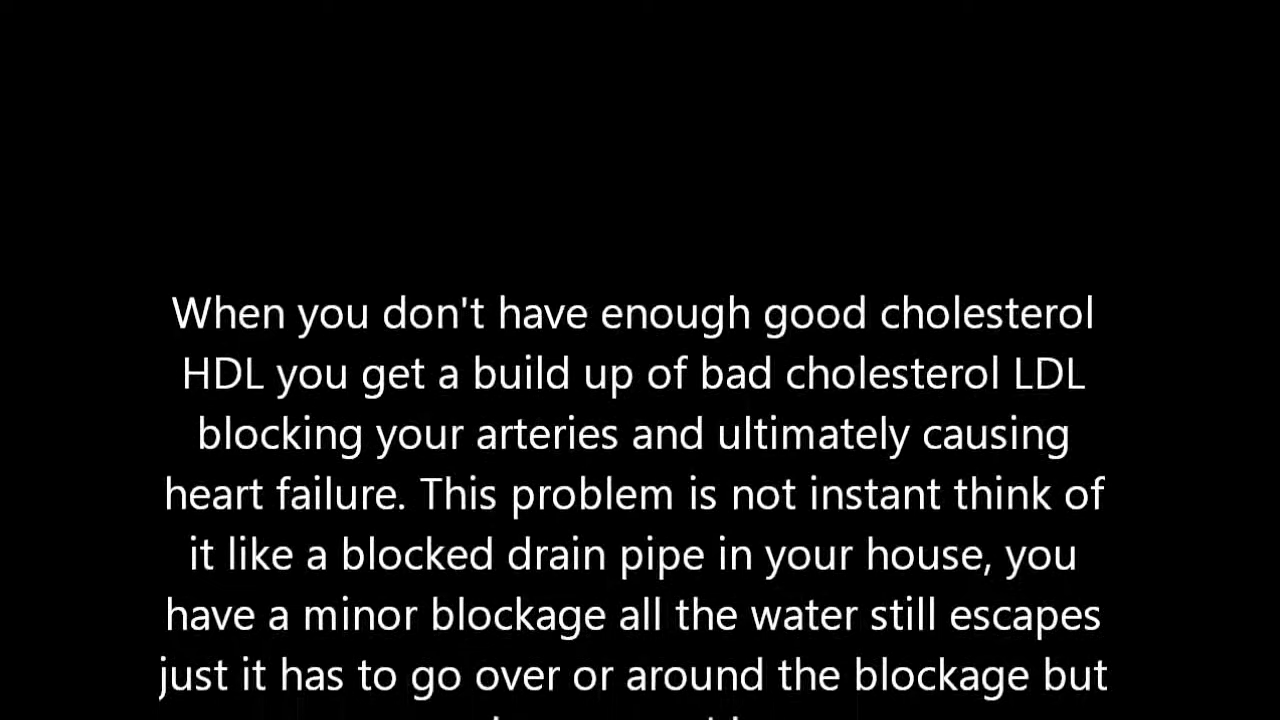 When you don't have enough good cholesterol
HDL you get a build up of bad cholesterol LDL
blocking your arteries and ultimately causing
heart failure. This problem is not instant think of
it like a blocked drain pipe in your house, you
have a minor blockage all the water still escapes
just it has to go over or around the blockage but